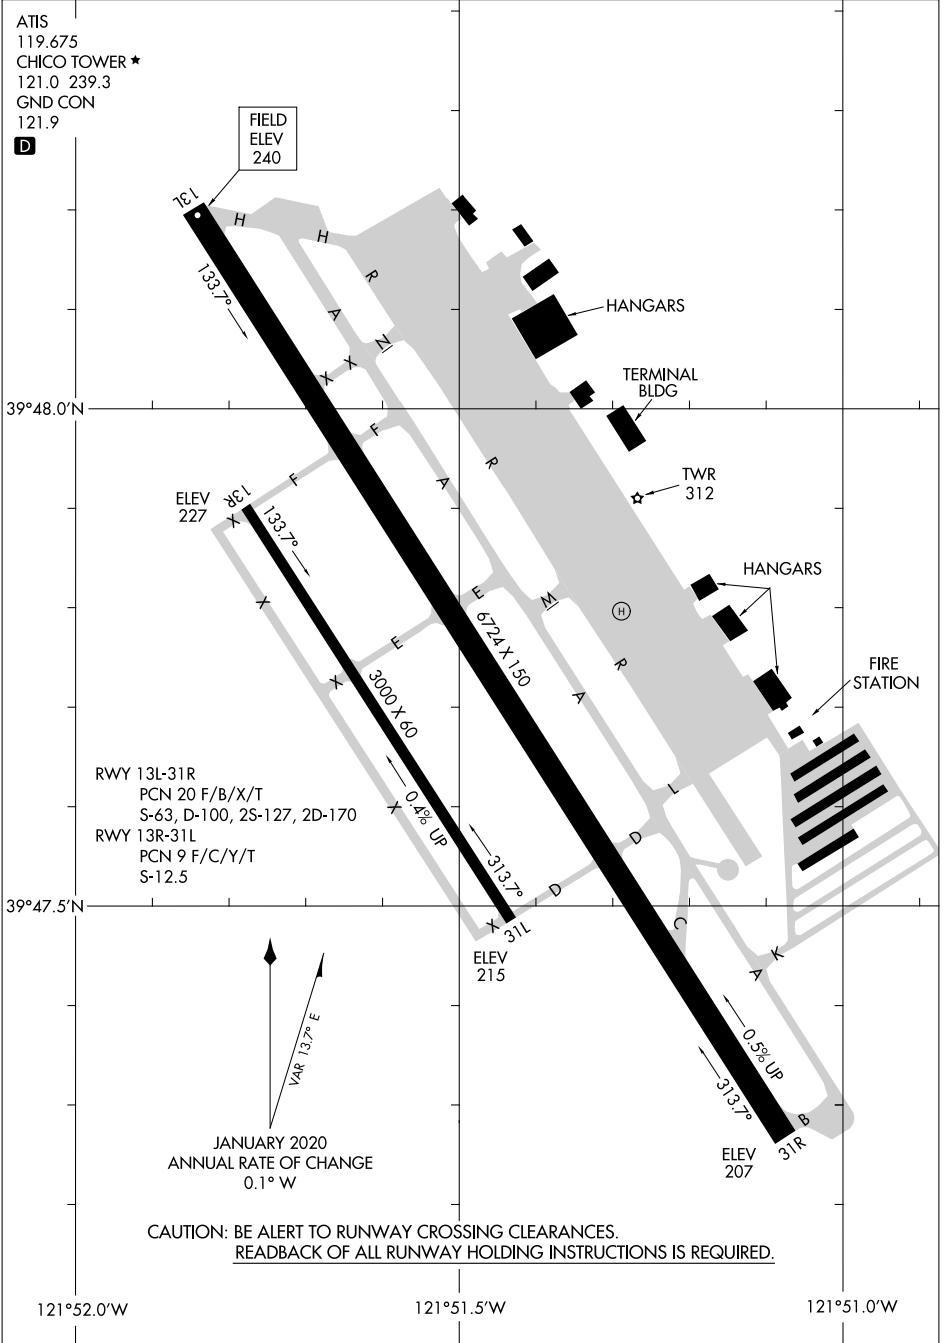 ATIS
119.675
CHICO TOWER ★
121.0 239.3
GND CON
121.9
D
FIELD
ELEV
240
13L
H
H
R
133.7°
A
N
X
X
HANGARS
TERMINAL
BLDG
39°48.0'N
F
F
R
A
TWR
312
ELEV
227
13R
X
133.7°
HANGARS
X
E
M
H
6724 X 150
E
R
X
A
3000 X 60
FIRE
STATION
RWY 13L-31R
PCN 20 F/B/X/T
S-63, D-100, 2S-127, 2D-170
RWY 13R-31L
PCN 9 F/C/Y/T
S-12.5
X
0.4% UP
L
D
313.7°
D
39°47.5'N
X
31L
C
K
A
ELEV
215
VAR 13.7° E
0.5% UP
313.7°
B
31R
ELEV
207
JANUARY 2020
ANNUAL RATE OF CHANGE
0.1° W
CAUTION: BE ALERT TO RUNWAY CROSSING CLEARANCES.
READBACK OF ALL RUNWAY HOLDING INSTRUCTIONS IS REQUIRED.
121°52.0'W
121°51.5'W
121°51.0'W